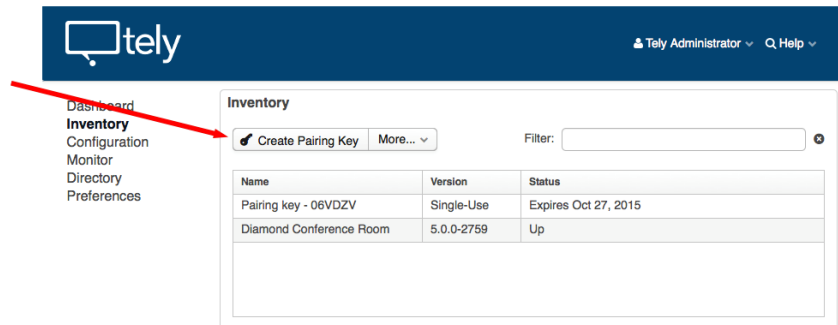 tely
Tely Administrator Help
Dashboard
Inventory
Configuration
Monitor
Directory
Preferences
Inventory
Create Pairing Key More... Filter:
Name Version Status
Pairing key - 06VDZV Single-Use Expires Oct 27, 2015
Diamond Conference Room 5.0.0-2759 Up